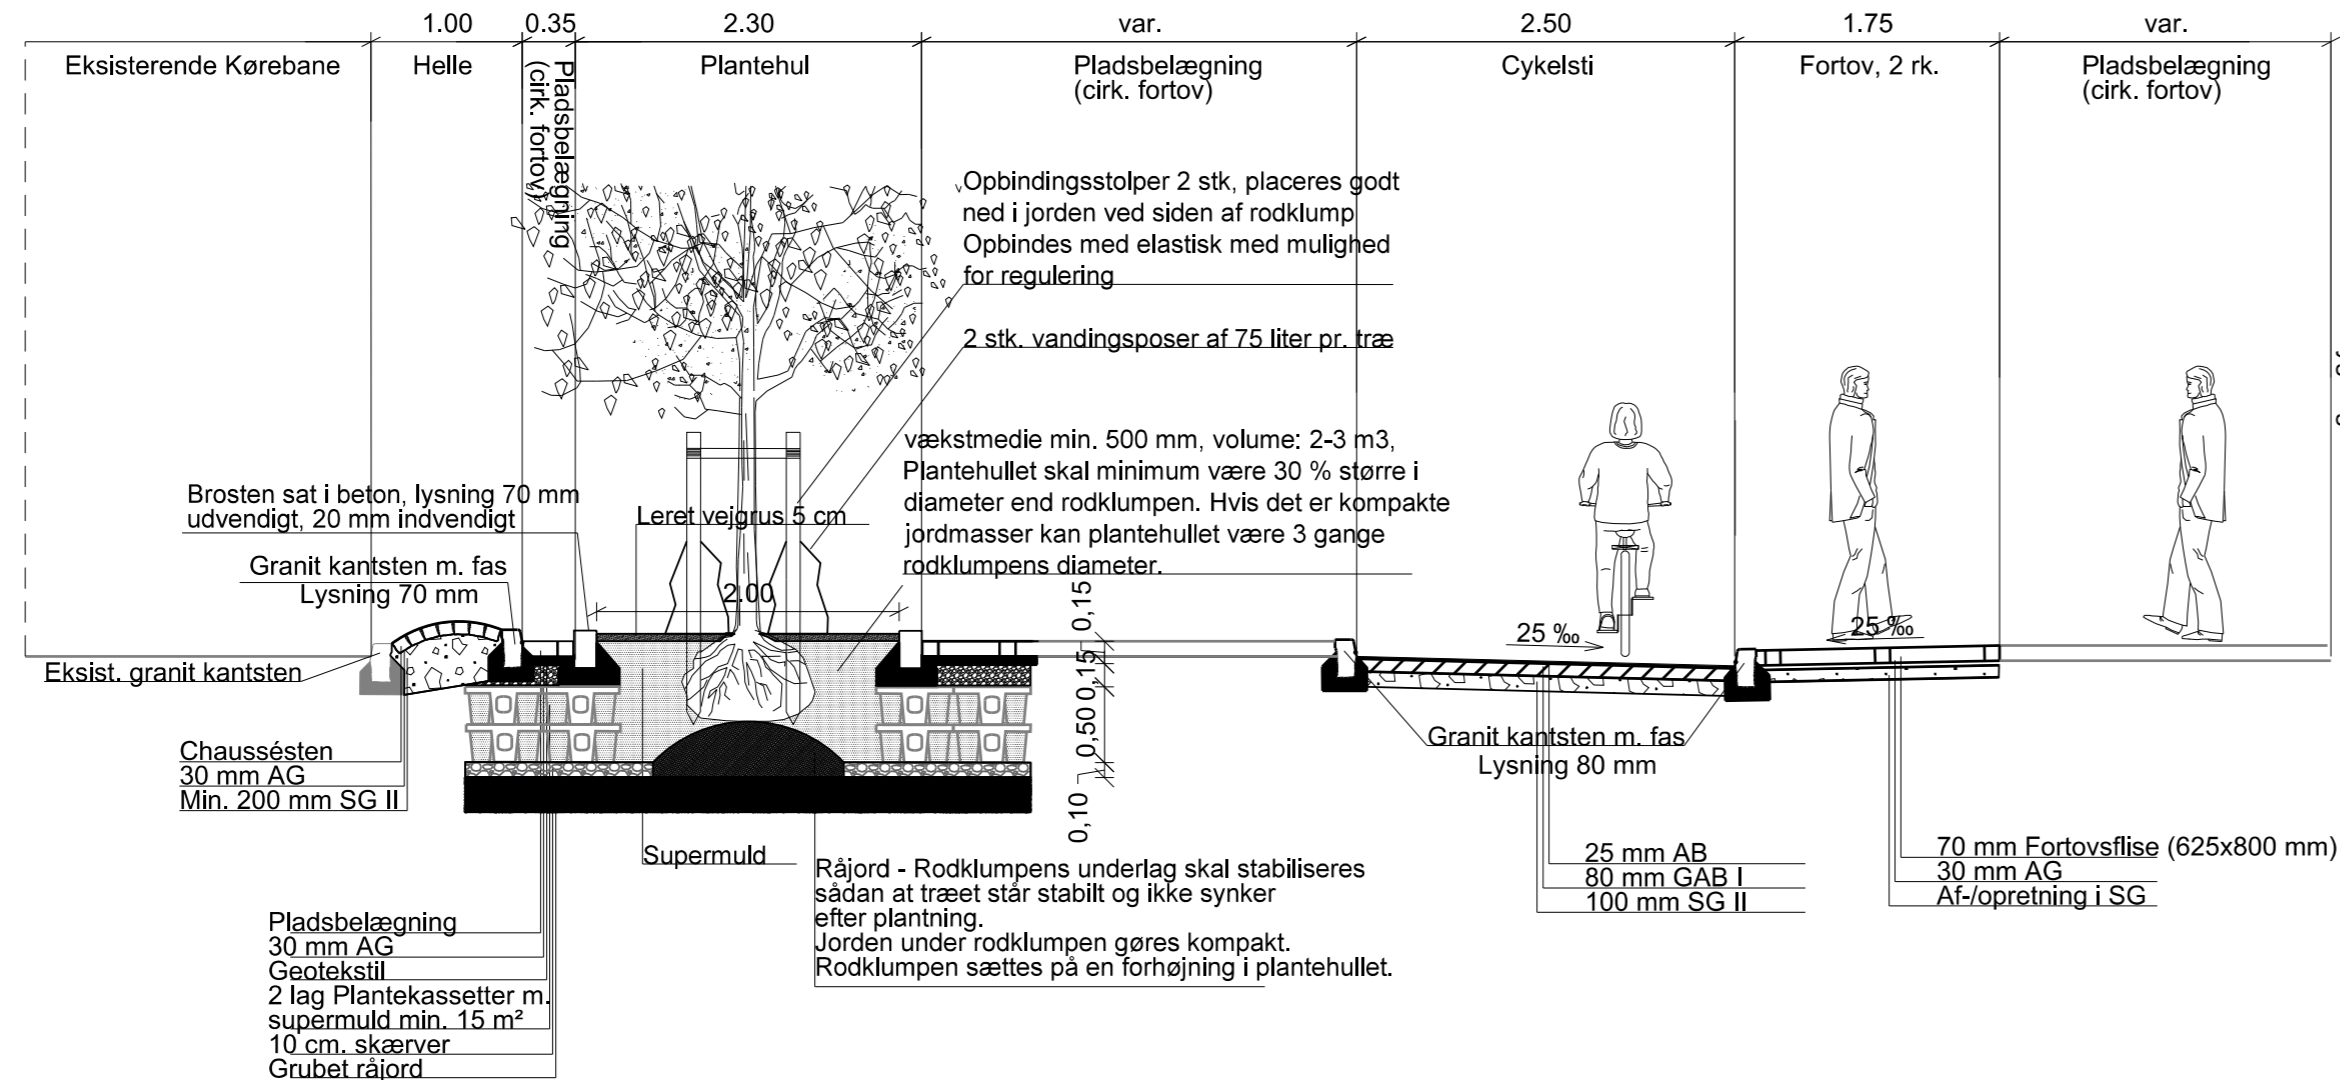 1.00
0.35
2.30
var.
2.50
1.75
var.
Eksisterende Kørebane
Helle
Pladsbelægning
(cirk. fortov)
Plantehul
Pladsbelægning
(cirk. fortov)
Cykelsti
Fortov, 2 rk.
Pladsbelægning
(cirk. fortov)
Opbindingsstolper 2 stk, placeres godt
ned i jorden ved siden af rodklump
Opbindes med elastisk med mulighed
for regulering
2 stk. vandingsposer af 75 liter pr. træ
vækstmedie min. 500 mm, volume: 2-3 m3,
Plantehullet skal minimum være 30 % større i
diameter end rodklumpen. Hvis det er kompakte
jordmasser kan plantehullet være 3 gange
rodklumpens diameter.
Brosten sat i beton, lysning 70 mm
udvendigt, 20 mm indvendigt
Leret vejgrus 5 cm
Granit kantsten m. fas
Lysning 70 mm
2.00
0,15
0,15
0,50
0,10
25 ‰
25 ‰
Eksist. granit kantsten
Chaussésten
30 mm AG
Min. 200 mm SG II
Granit kantsten m. fas
Lysning 80 mm
Supermuld
Råjord - Rodklumpens underlag skal stabiliseres
sådan at træet står stabilt og ikke synker
efter plantning.
Jorden under rodklumpen gøres kompakt.
Rodklumpen sættes på en forhøjning i plantehullet.
25 mm AB
80 mm GAB I
100 mm SG II
70 mm Fortovsflise (625x800 mm)
30 mm AG
Af-/opretning i SG
Pladsbelægning
30 mm AG
Geotekstil
2 lag Plantekassetter m.
supermuld min. 15 m²
10 cm. skærver
Grubet råjord